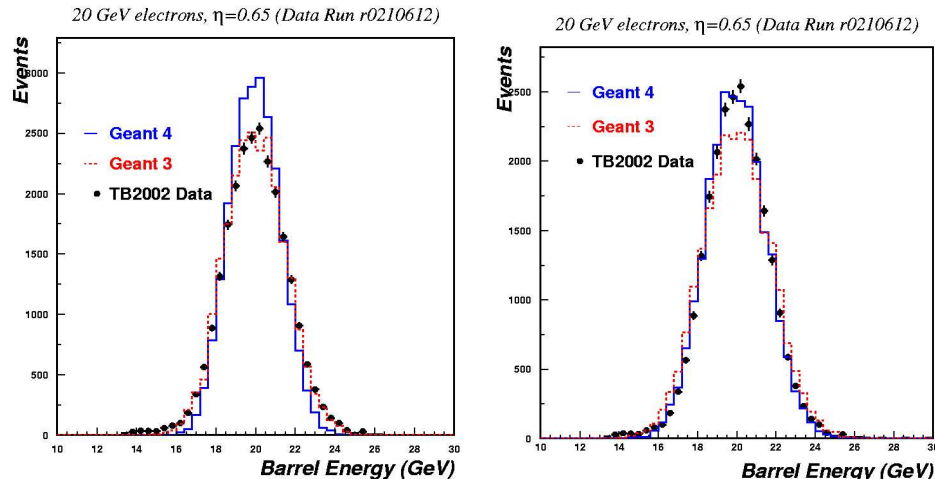 20 GeV electrons, η=0.65 (Data Run r0210612)
Events
3000
2500
2000
1500
1000
500
0
Geant 4
Geant 3
TB2002 Data
10 12 14 16 18 20 22 24 26 28 30
Barrel Energy (GeV)
20 GeV electrons, η=0.65 (Data Run r0210612)
Events
2500
2000
1500
1000
500
0
Geant 4
Geant 3
TB2002 Data
10 12 14 16 18 20 22 24 26 28 30
Barrel Energy (GeV)